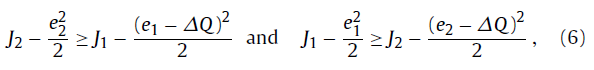 $J_2 - \frac{e_2^2}{2} \geq J_1 - \frac{(e_1 - \Delta Q)^2}{2}$ and $J_1 - \frac{e_1^2}{2} \geq J_2 - \frac{(e_2 - \Delta Q)^2}{2}$, (6)